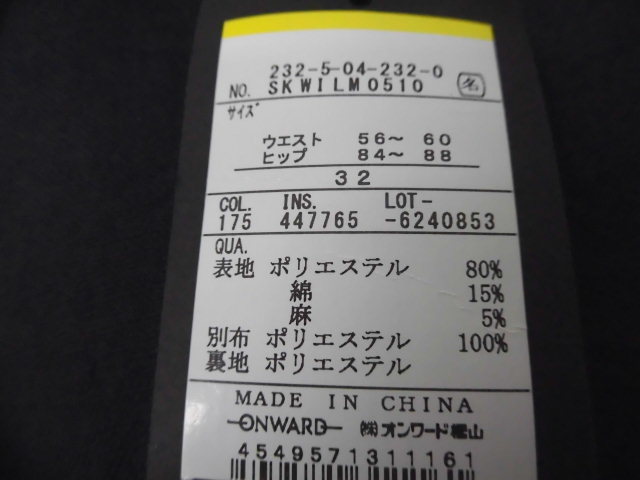 232-5-04-232-0
NO. SKWILM0510 名
サイズ
ウエスト 56～ 60
ヒップ 84～ 88
32
COL. INS. LOT-
175 447765 -6240853
QUA.
表地 ポリエステル 80%
綿 15%
麻 5%
別布 ポリエステル 100%
裏地 ポリエステル
MADE IN CHINA
ONWARD ㈱オンワード樫山
4549571311161